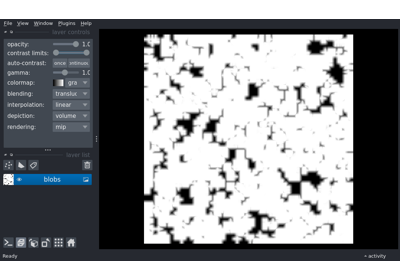 File View Window Plugins Help
layer controls
opacity: 1.0
contrast limits:
auto-contrast: once continuous
gamma: 1.0
colormap: gra
blending: transluc
interpolation: linear
depiction: volume
rendering: mip
layer list
blobs
Ready
activity